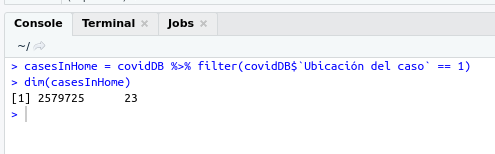 Console Terminal × Jobs ×
~/
> casesInHome = covidDB %>% filter(covidDB$`Ubicación del caso` == 1)
> dim(casesInHome)
[1] 2579725      23
>